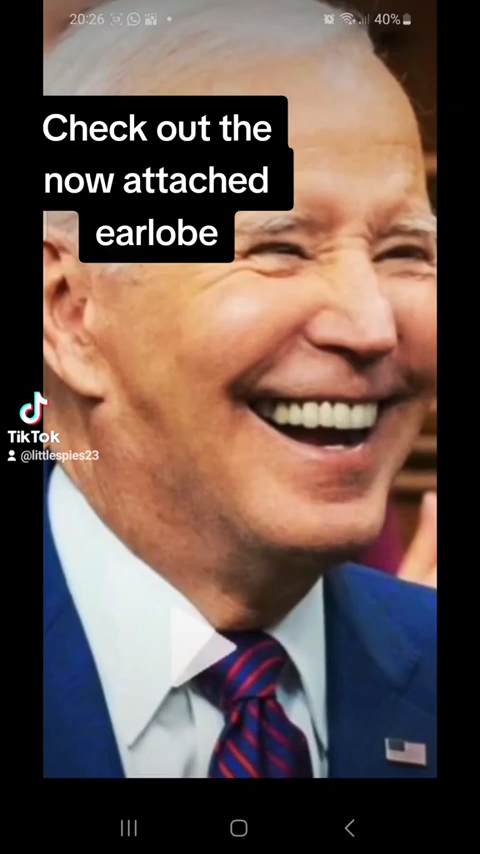 20:26
40%
Check out the
now attached
earlobe
TikTok
@littlespies23